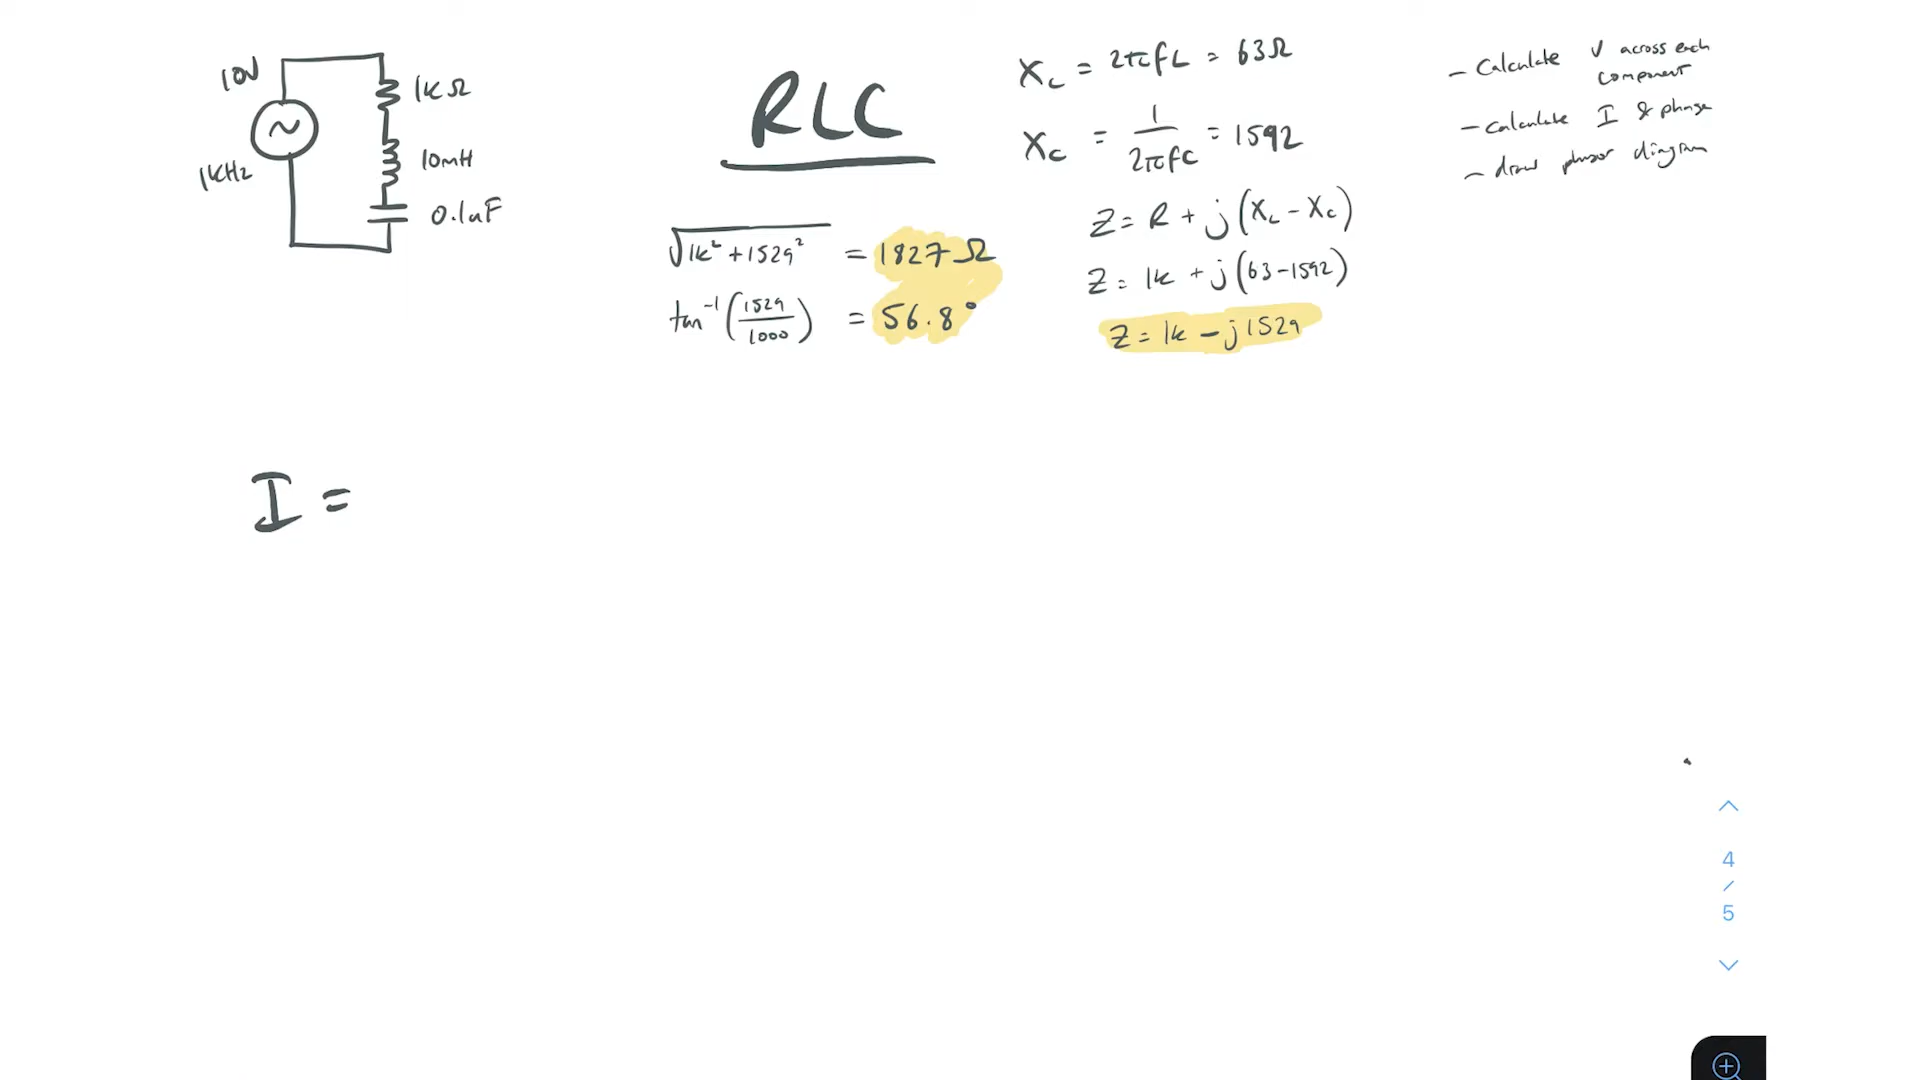 10V
1kΩ
10mH
1kHz
0.1uF
RLC
√1k² + 1529² = 1827 Ω
tan⁻¹(1529/1000) = 56.8°
X_L = 2πfL = 63Ω
X_C = 1/2πfC = 1592
Z = R + j(X_L - X_C)
Z = 1k + j(63-1592)
Z = 1k - j1529
- Calculate V across each
component
- calculate I & phase
- draw phasor diagram
I =
4
/
5